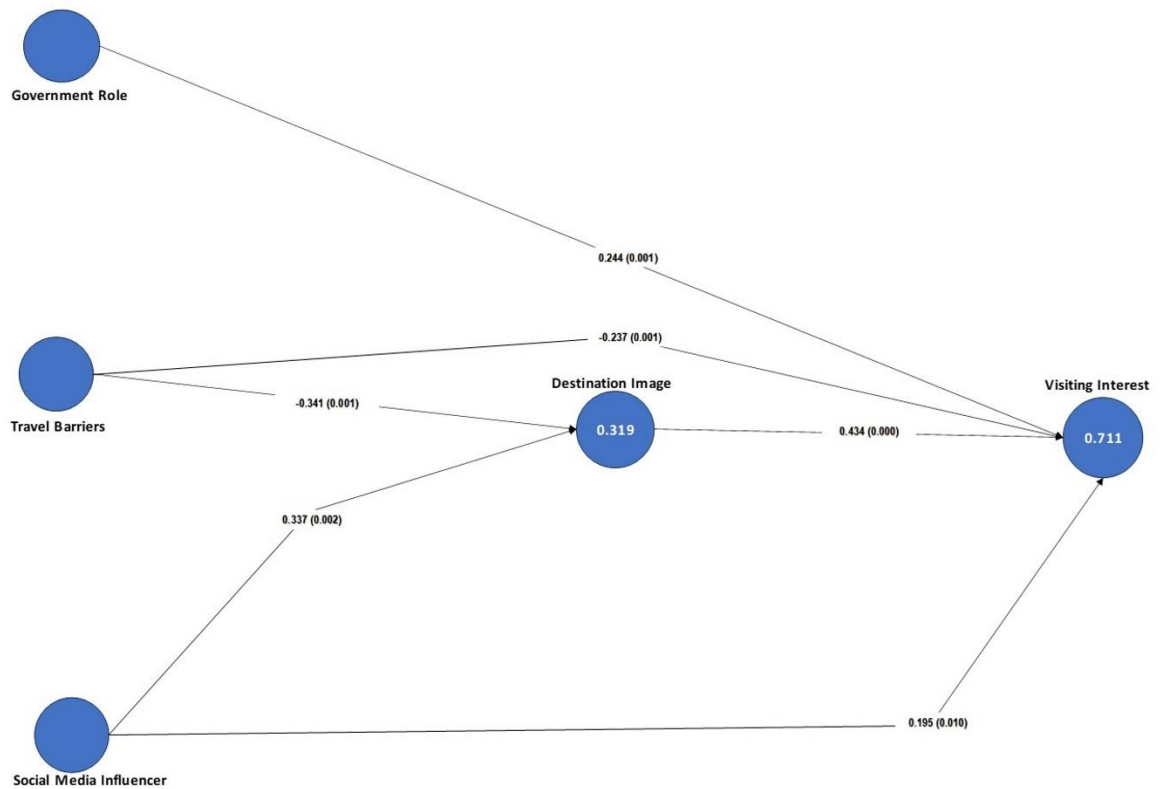 Government Role
0.244 (0.001)
-0.237 (0.001)
Destination Image
Visiting Interest
-0.341 (0.001)
Travel Barriers
0.319
0.434 (0.000)
0.711
0.337 (0.002)
0.195 (0.010)
Social Media Influencer